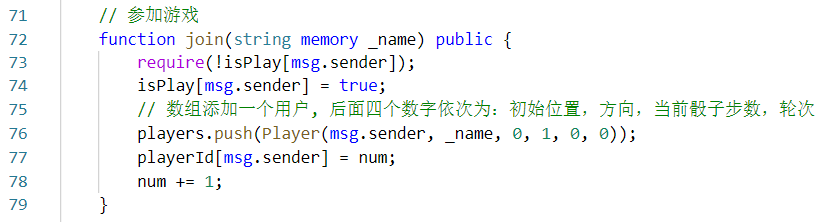 71 // 参加游戏
72 function join(string memory _name) public {
73 require(!isPlay[msg.sender]);
74 isPlay[msg.sender] = true;
75 // 数组添加一个用户, 后面四个数字依次为: 初始位置, 方向, 当前骰子步数, 轮次
76 players.push(Player(msg.sender, _name, 0, 1, 0, 0));
77 playerId[msg.sender] = num;
78 num += 1;
79 }